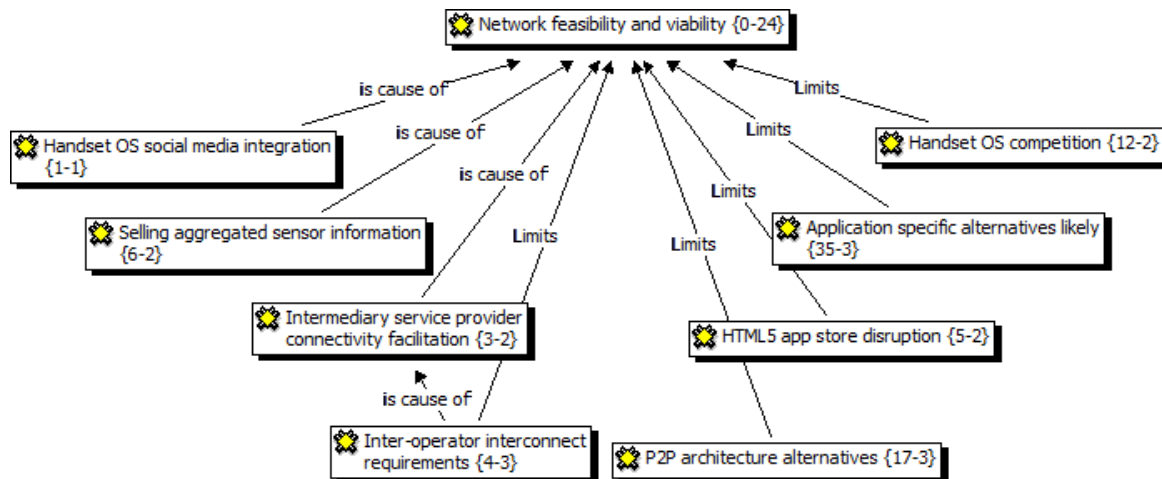 Network feasibility and viability {0-24}
is cause of
Limits
is cause of
Limits
Handset OS social media integration
{1-1}
Handset OS competition {12-2}
is cause of
Limits
Selling aggregated sensor information
{6-2}
Application specific alternatives likely
{35-3}
Limits
Limits
Intermediary service provider
connectivity facilitation {3-2}
HTML5 app store disruption {5-2}
is cause of
Inter-operator interconnect
requirements {4-3}
P2P architecture alternatives {17-3}